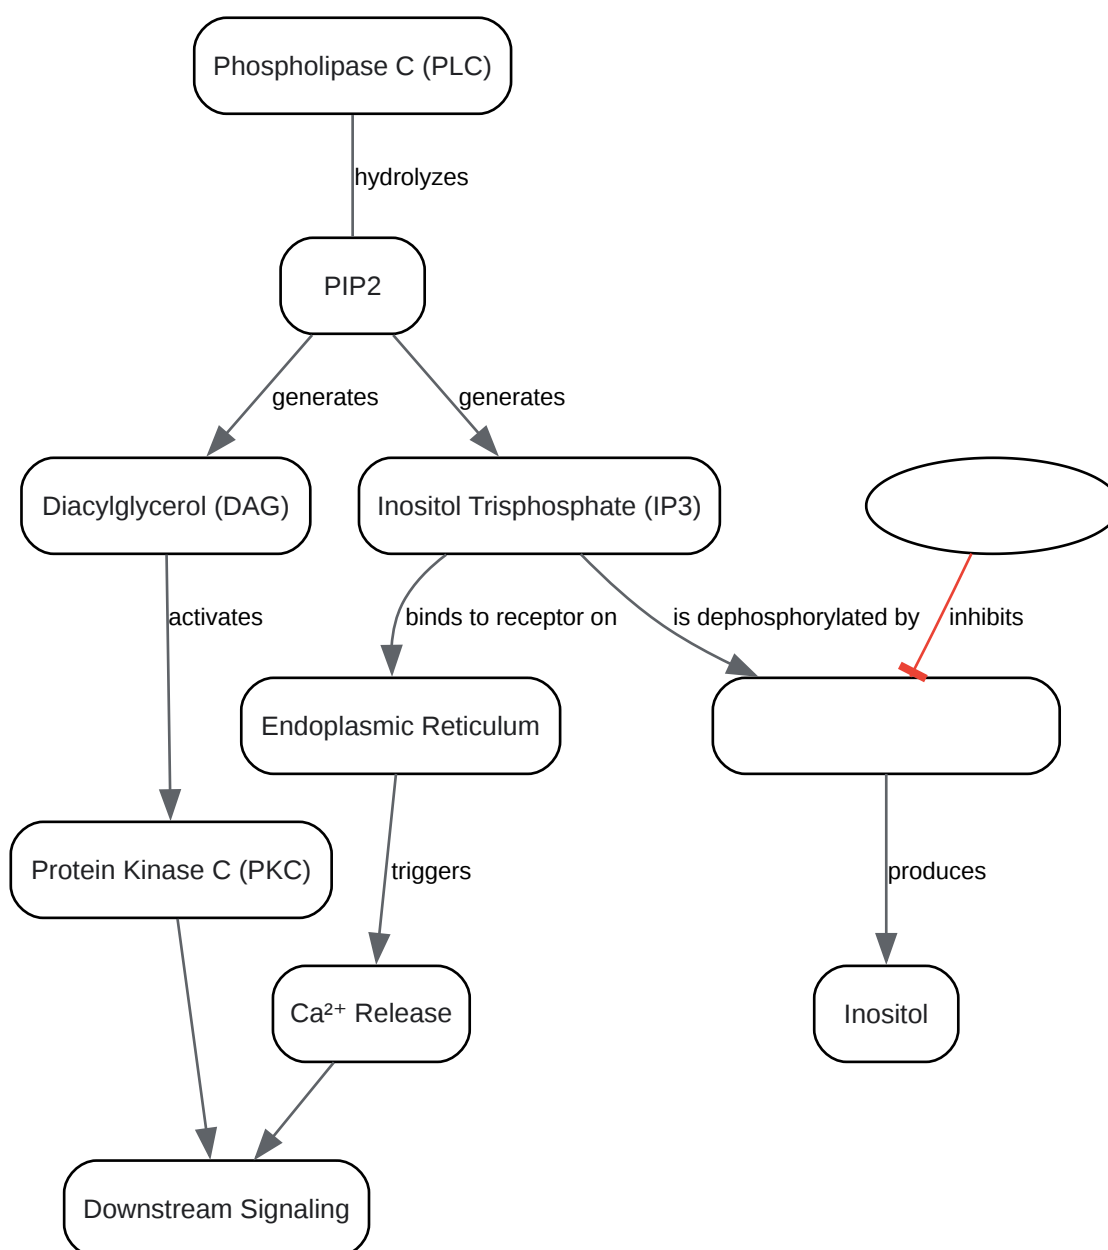 Phospholipase C (PLC)
hydrolyzes
PIP2
generates
generates
Diacylglycerol (DAG)
Inositol Trisphosphate (IP3)
activates
binds to receptor on
is dephosphorylated by
inhibits
Endoplasmic Reticulum
Protein Kinase C (PKC)
triggers
produces
Ca²⁺ Release
Inositol
Downstream Signaling